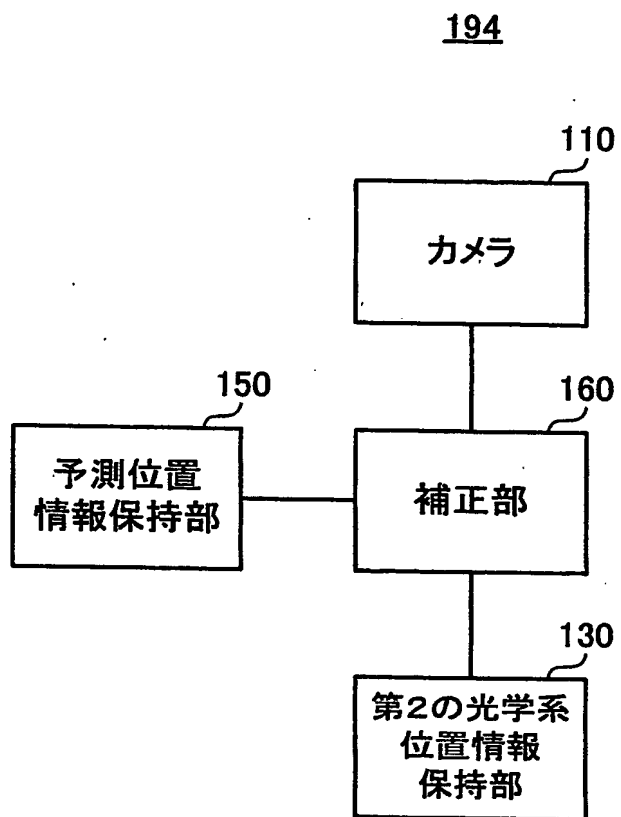 194
110
カメラ
150
予測位置
情報保持部
160
補正部
130
第2の光学系
位置情報
保持部